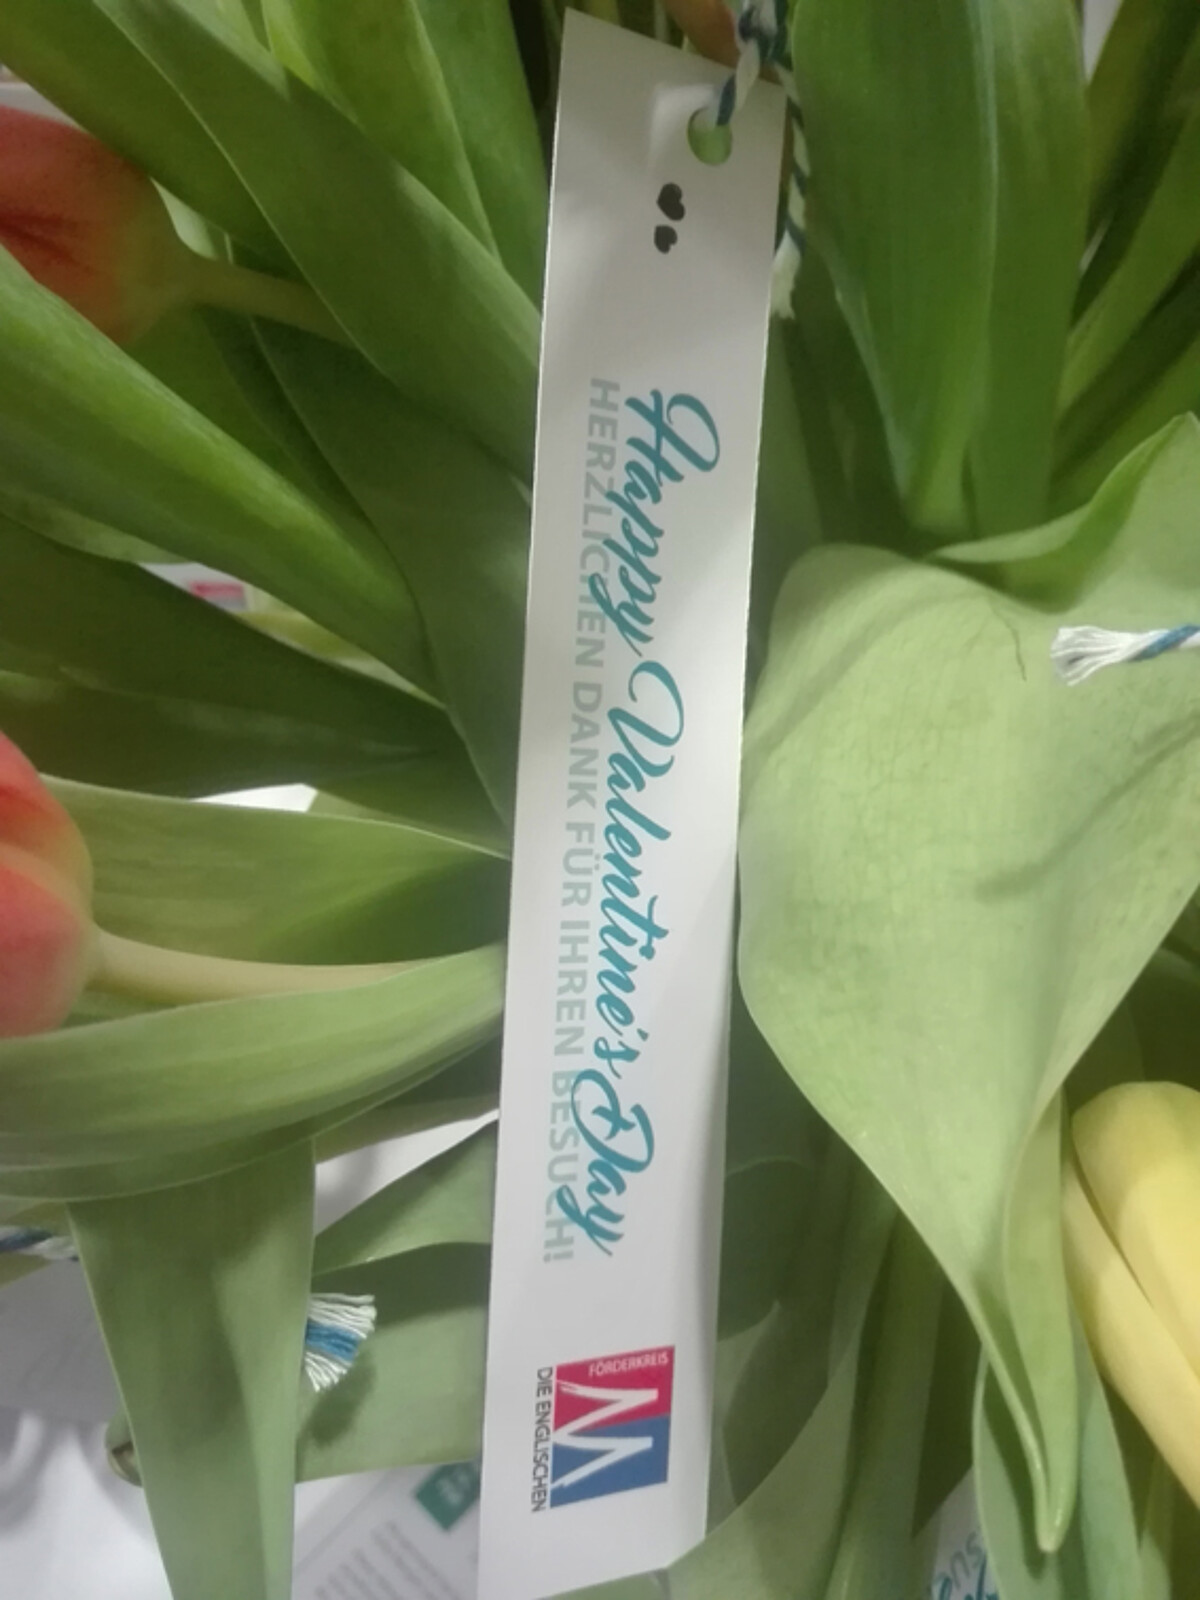 Happy Valentine's Day
HERZLICHEN DANK FÜR IHREN BESUCH!
FÖRDERKREIS
DIE ENGLISCHEN